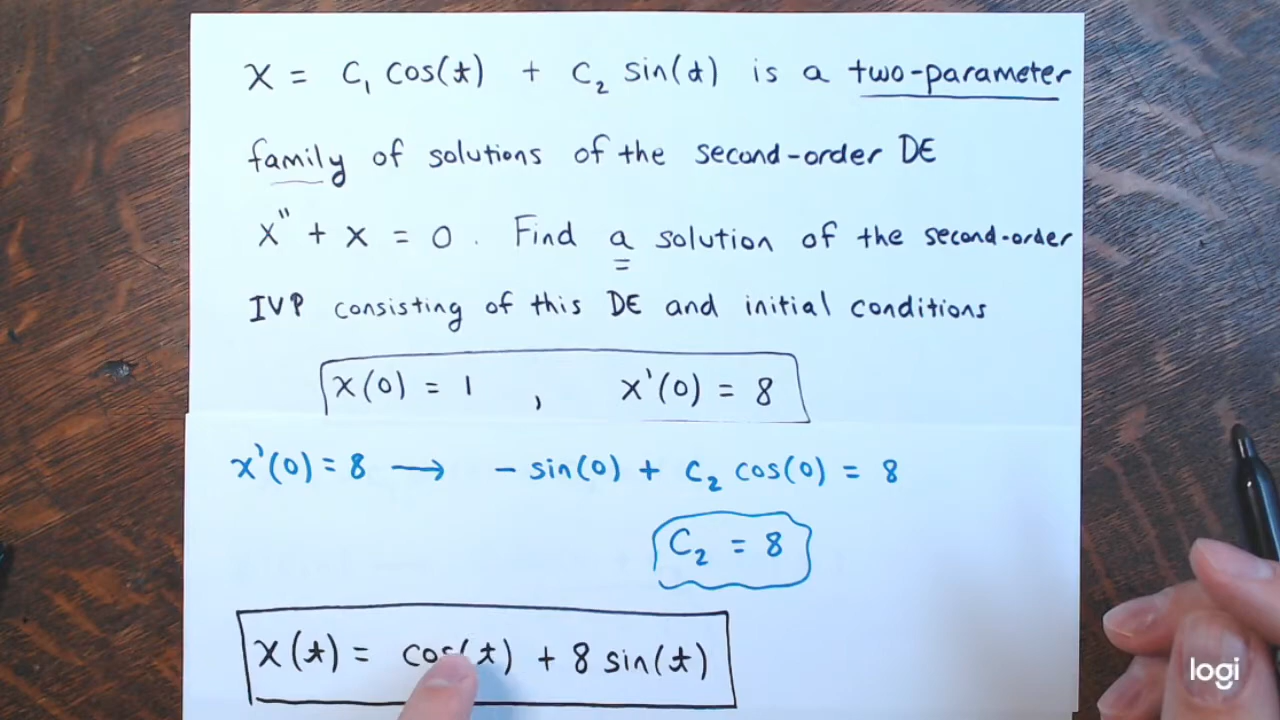 x = c₁ cos(t) + c₂ sin(t) is a two-parameter
family of solutions of the second-order DE
x'' + x = 0. Find a solution of the second-order
IVP consisting of this DE and initial conditions
x(0) = 1 , x'(0) = 8
x'(0) = 8 → - sin(0) + c₂ cos(0) = 8
c₂ = 8
x(t) = cos(t) + 8 sin(t)
logi